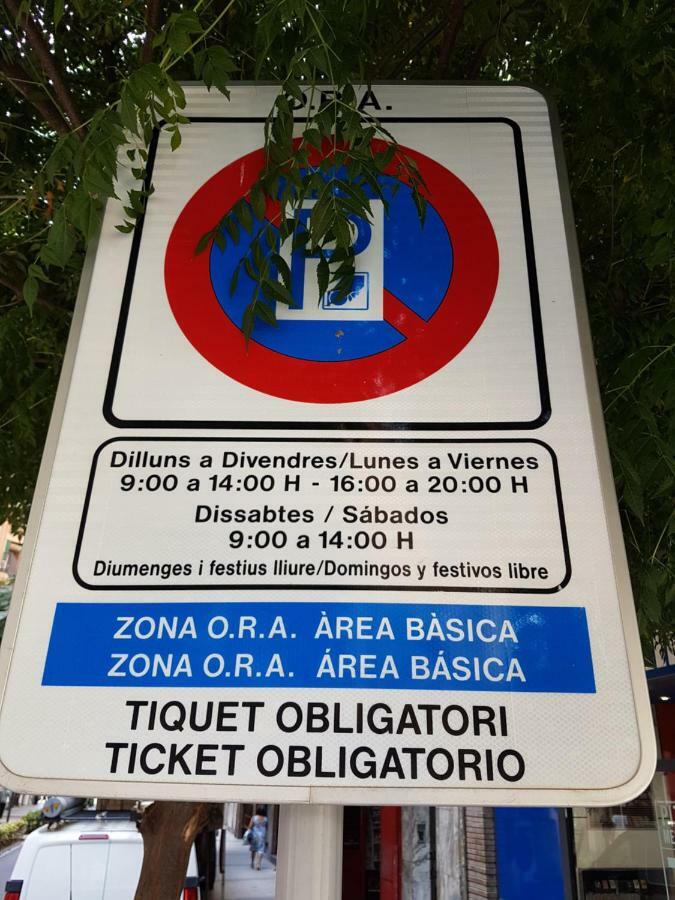 O.R.A.
P
Dilluns a Divendres/Lunes a Viernes
9:00 a 14:00 H - 16:00 a 20:00 H
Dissabtes / Sábados
9:00 a 14:00 H
Diumenges i festius lliure/Domingos y festivos libre
ZONA O.R.A. ÀREA BÀSICA
ZONA O.R.A. ÁREA BÁSICA
TIQUET OBLIGATORI
TICKET OBLIGATORIO